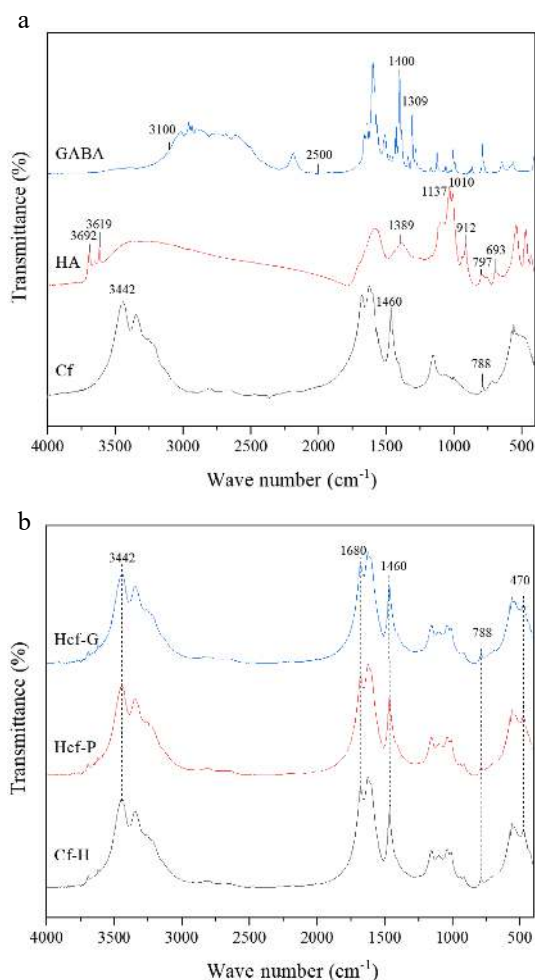 a
1400
1309
3100
2500
GABA
1137
1010
3692
3619
1389
912
797
693
HA
3442
1460
788
Cf
Transmittance (%)
4000 3500 3000 2500 2000 1500 1000 500
Wave number (cm-1)
b
3442
1680
1460
788
470
Hcf-G
Hcf-P
Cf-H
Transmittance (%)
4000 3500 3000 2500 2000 1500 1000 500
Wave number (cm-1)